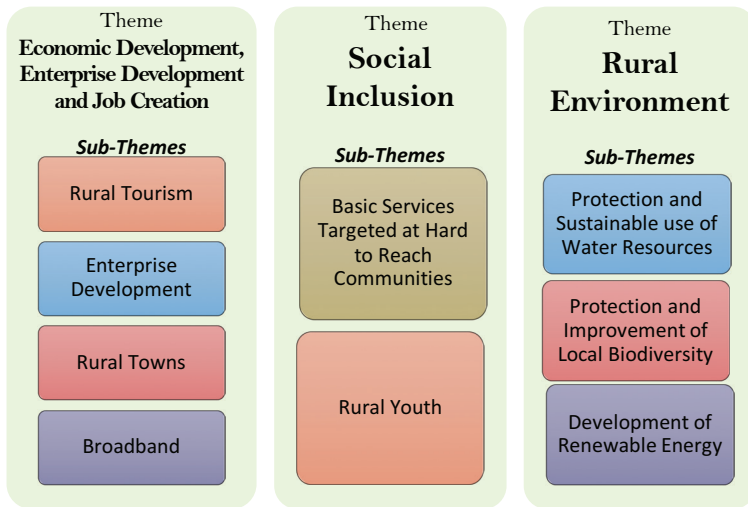 Theme
Economic Development,
Enterprise Development
and Job Creation
Sub-Themes
Rural Tourism
Enterprise
Development
Rural Towns
Broadband
Theme
Social
Inclusion
Sub-Themes
Basic Services
Targeted at Hard
to Reach
Communities
Rural Youth
Theme
Rural
Environment
Sub-Themes
Protection and
Sustainable use of
Water Resources
Protection and
Improvement of
Local Biodiversity
Development of
Renewable Energy